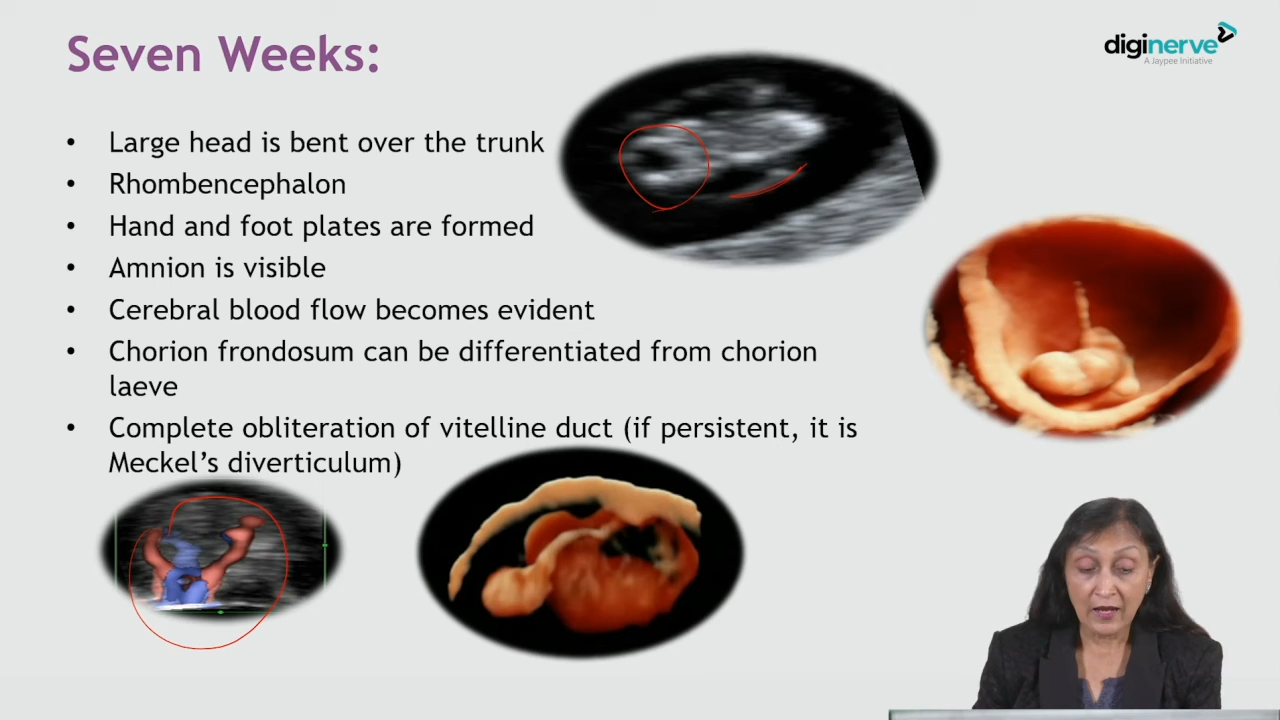 Seven Weeks:
diginerve
A Jaypee Initiative
• Large head is bent over the trunk
• Rhombencephalon
• Hand and foot plates are formed
• Amnion is visible
• Cerebral blood flow becomes evident
• Chorion frondosum can be differentiated from chorion
laeve
• Complete obliteration of vitelline duct (if persistent, it is
Meckel’s diverticulum)